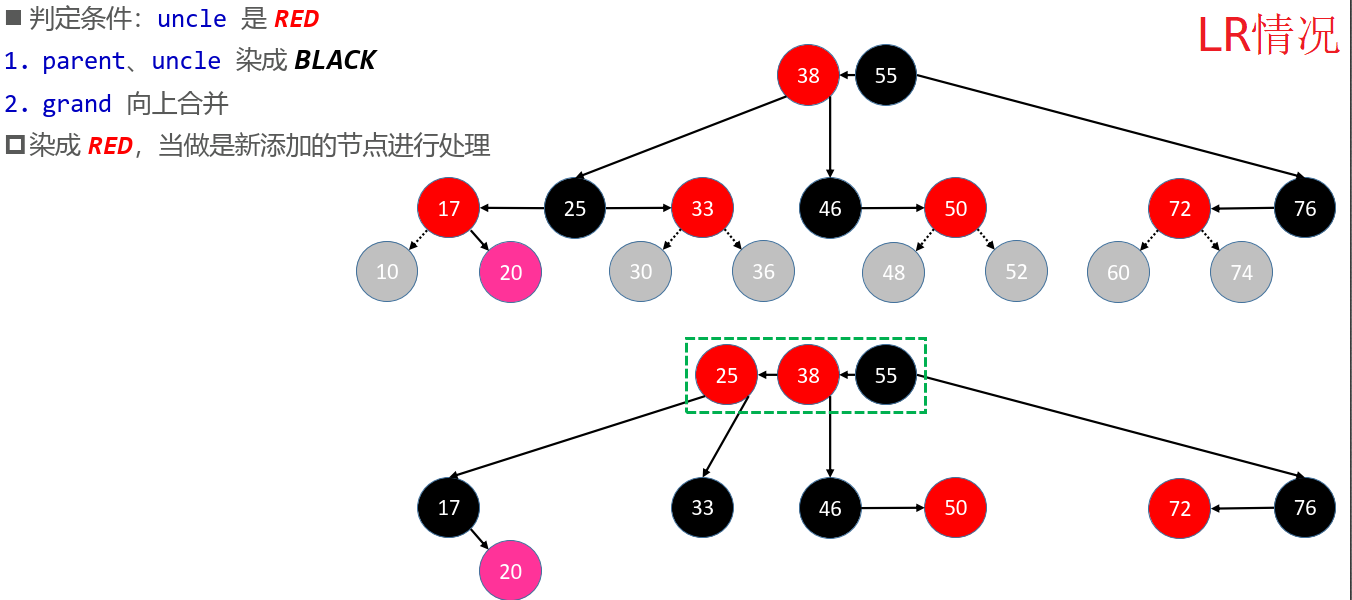 判定条件：uncle 是 RED
LR情况
1. parent、uncle 染成 BLACK
2. grand 向上合并
染成 RED，当做是新添加的节点进行处理
38 55
17 25 33 46 50 72 76
10 20 30 36 48 52 60 74
25 38 55
17 33 46 50 72 76
20